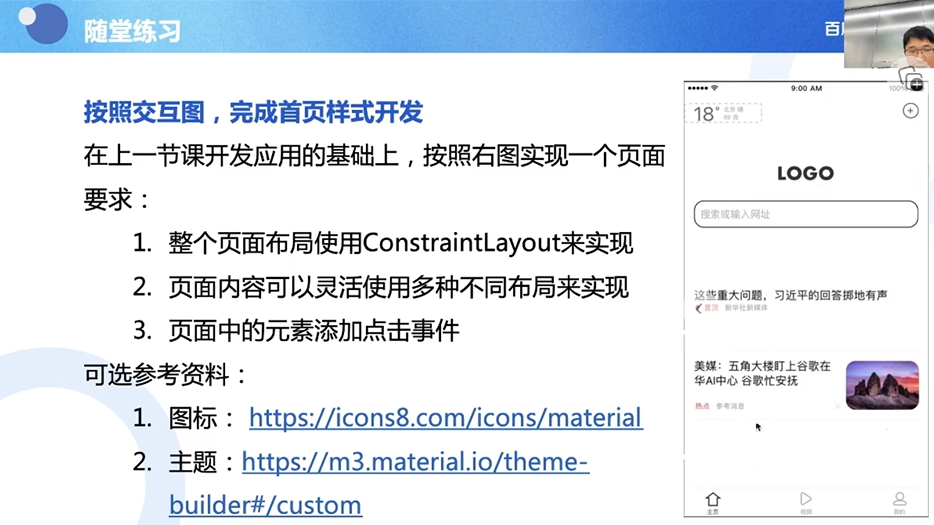 随堂练习
百
按照交互图，完成首页样式开发
在上一节课开发应用的基础上，按照右图实现一个页面
要求：
1. 整个页面布局使用ConstraintLayout来实现
2. 页面内容可以灵活使用多种不同布局来实现
3. 页面中的元素添加点击事件
可选参考资料：
1. 图标： https://icons8.com/icons/material
2. 主题：https://m3.material.io/theme-
builder#/custom
9:00 AM
100%
18°
北京 晴
LOGO
搜索或输入网址
这些重大问题，习近平的回答掷地有声
置顶 新华社新媒体
美媒：五角大楼盯上谷歌在
华AI中心 谷歌忙安抚
热点 参考消息
主页
视频
我的